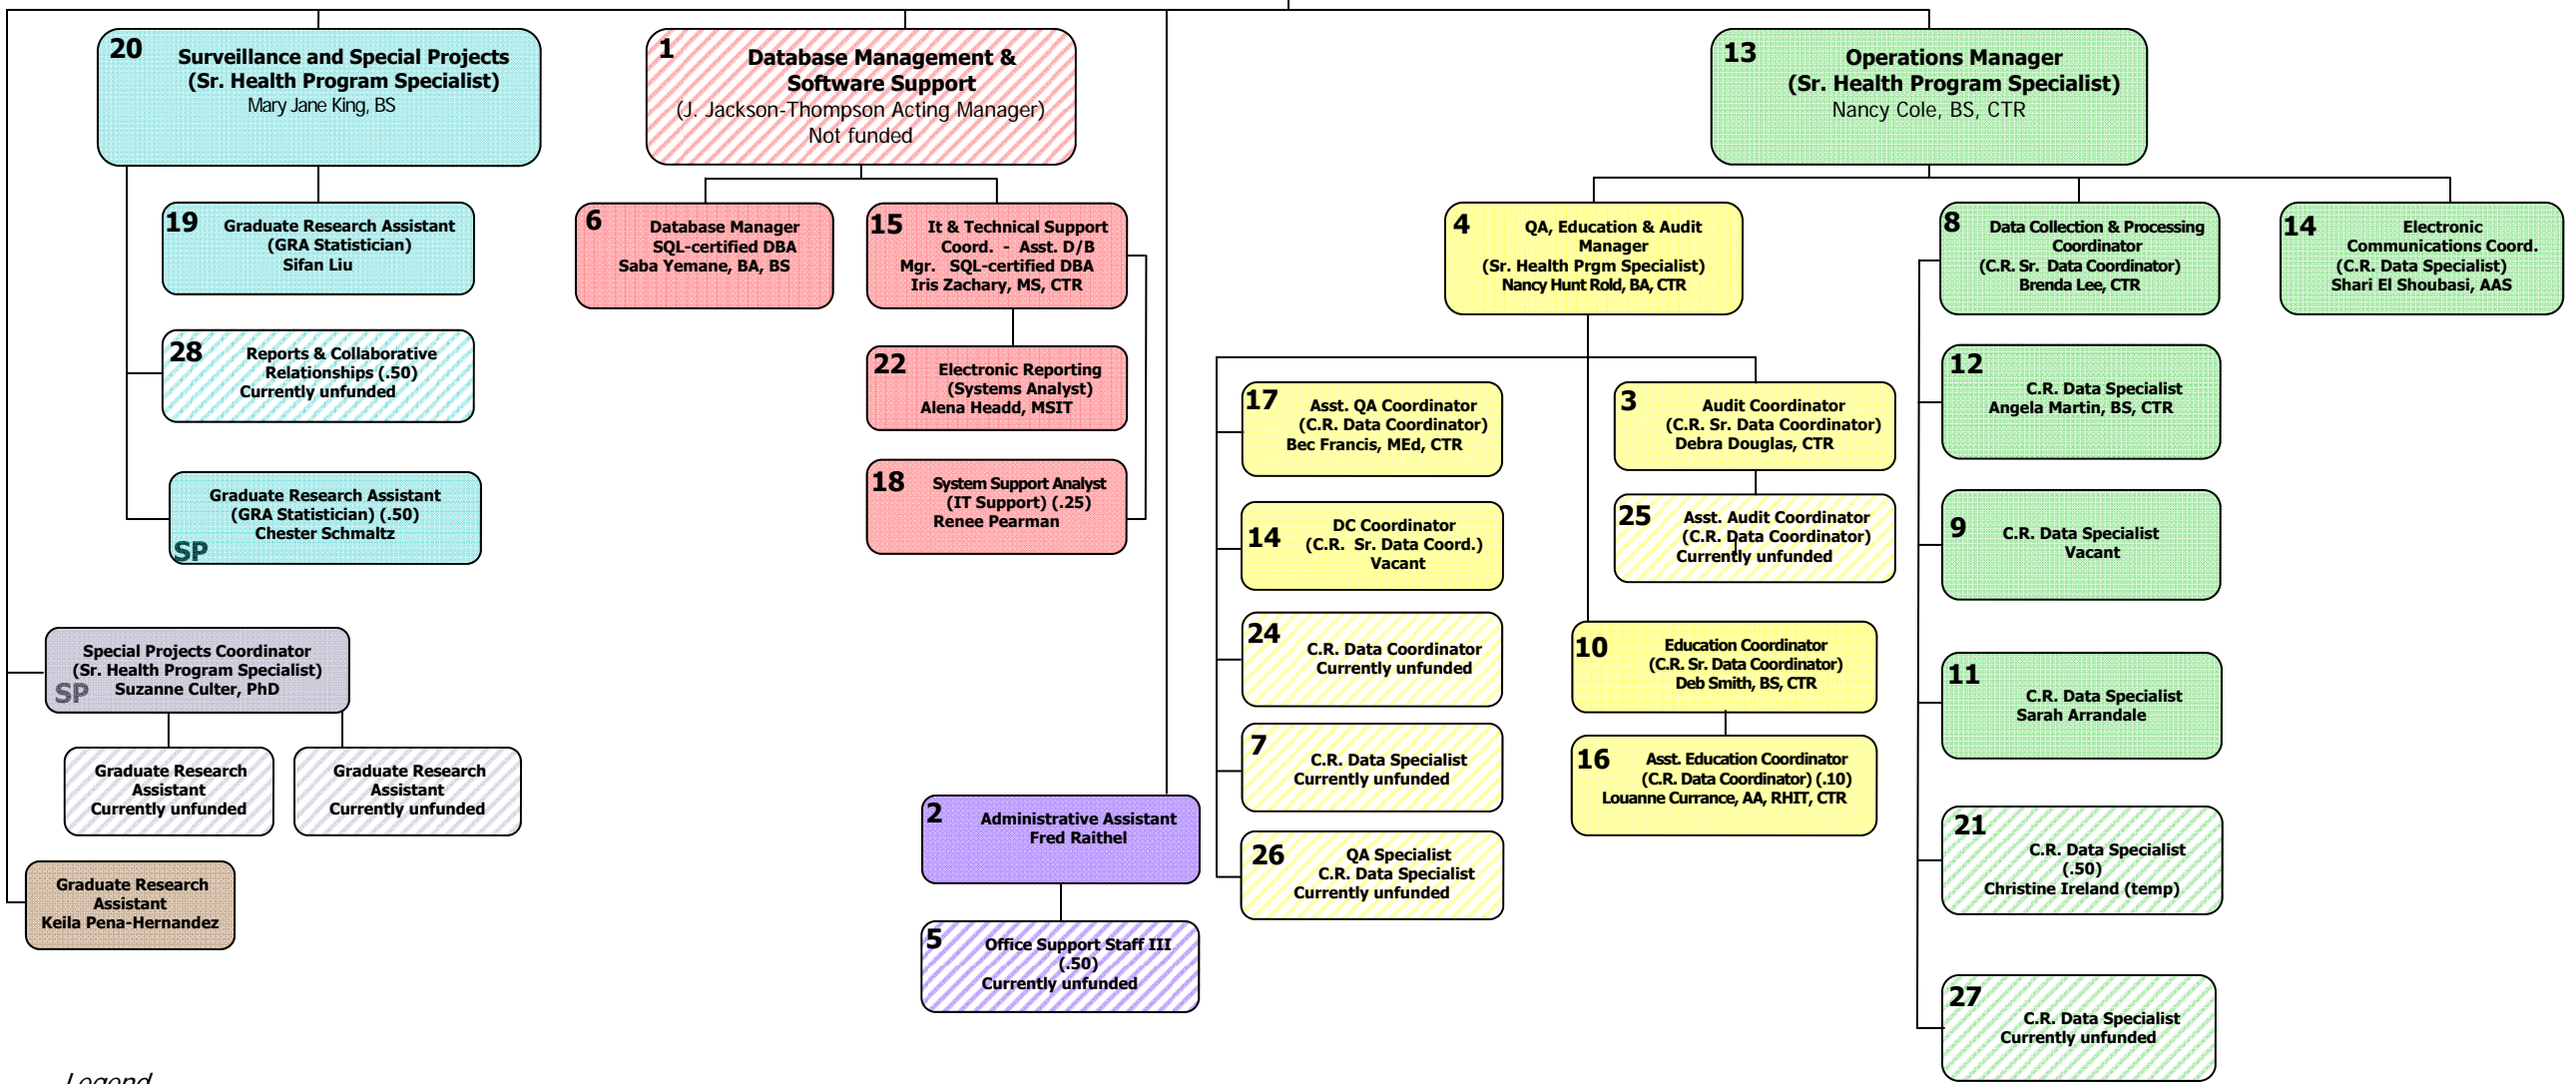 20
Surveillance and Special Projects
(Sr. Health Program Specialist)
Mary Jane King, BS
1
Database Management &
Software Support
(J. Jackson-Thompson Acting Manager)
Not funded
13
Operations Manager
(Sr. Health Program Specialist)
Nancy Cole, BS, CTR
19
Graduate Research Assistant
(GRA Statistician)
Sifan Liu
28
Reports & Collaborative
Relationships (.50)
Currently unfunded
Graduate Research Assistant
(GRA Statistician) (.50)
Chester Schmaltz
SP
6
Database Manager
SQL-certified DBA
Saba Yemane, BA, BS
15
It & Technical Support
Coord. - Asst. D/B
Mgr. SQL-certified DBA
Iris Zachary, MS, CTR
22
Electronic Reporting
(Systems Analyst)
Alena Headd, MSIT
18
System Support Analyst
(IT Support) (.25)
Renee Pearman
4
QA, Education & Audit
Manager
(Sr. Health Prgm Specialist)
Nancy Hunt Rold, BA, CTR
8
Data Collection & Processing
Coordinator
(C.R. Sr. Data Coordinator)
Brenda Lee, CTR
14
Electronic
Communications Coord.
(C.R. Data Specialist)
Shari El Shoubasi, AAS
17
Asst. QA Coordinator
(C.R. Data Coordinator)
Bec Francis, MEd, CTR
14
DC Coordinator
(C.R. Sr. Data Coord.)
Vacant
24
C.R. Data Coordinator
Currently unfunded
7
C.R. Data Specialist
Currently unfunded
26
QA Specialist
C.R. Data Specialist
Currently unfunded
3
Audit Coordinator
(C.R. Sr. Data Coordinator)
Debra Douglas, CTR
25
Asst. Audit Coordinator
(C.R. Data Coordinator)
Currently unfunded
10
Education Coordinator
(C.R. Sr. Data Coordinator)
Deb Smith, BS, CTR
16
Asst. Education Coordinator
(C.R. Data Coordinator) (.10)
Louanne Currance, AA, RHIT, CTR
12
C.R. Data Specialist
Angela Martin, BS, CTR
9
C.R. Data Specialist
Vacant
11
C.R. Data Specialist
Sarah Arrandale
21
C.R. Data Specialist
(.50)
Christine Ireland (temp)
27
C.R. Data Specialist
Currently unfunded
Special Projects Coordinator
(Sr. Health Program Specialist)
Suzanne Culter, PhD
SP
Graduate Research
Assistant
Currently unfunded
Graduate Research
Assistant
Currently unfunded
Graduate Research
Assistant
Keila Pena-Hernandez
2
Administrative Assistant
Fred Raithel
5
Office Support Staff III
(.50)
Currently unfunded
Legend